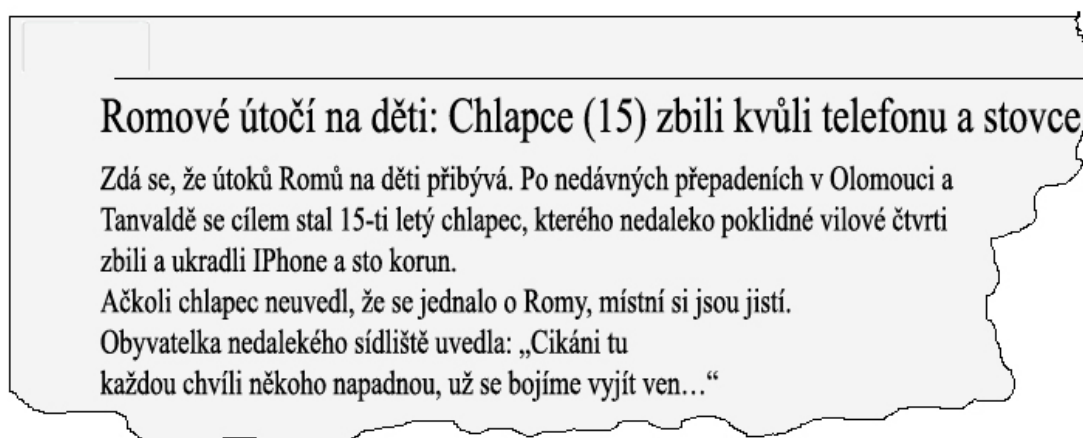 Romové útočí na děti: Chlapce (15) zbili kvůli telefonu a stovce
Zdá se, že útoků Romů na děti přibývá. Po nedávných přepadeních v Olomouci a
Tanvaldě se cílem stal 15-ti letý chlapec, kterého nedaleko poklidné vilové čtvrti
zbili a ukradli IPhone a sto korun.
Ačkoli chlapec neuvedl, že se jednalo o Romy, místní si jsou jistí.
Obyvatelka nedalekého sídliště uvedla: „Cikáni tu
každou chvíli někoho napadnou, už se bojíme vyjít ven…“